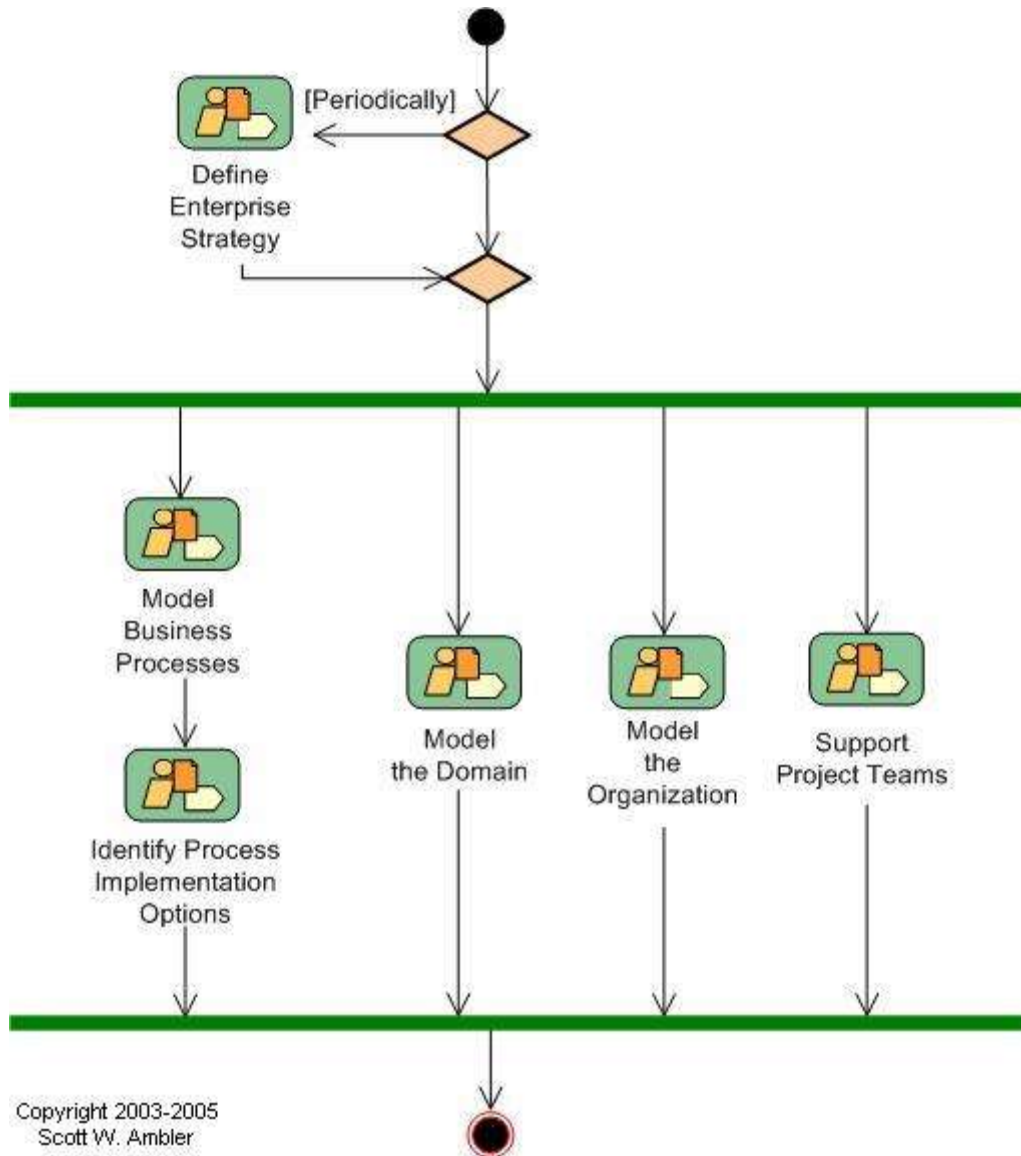 [Periodically]
Define
Enterprise
Strategy
Model
Business
Processes
Identify Process
Implementation
Options
Model
the Domain
Model
the
Organization
Support
Project Teams
Copyright 2003-2005
Scott W. Ambler